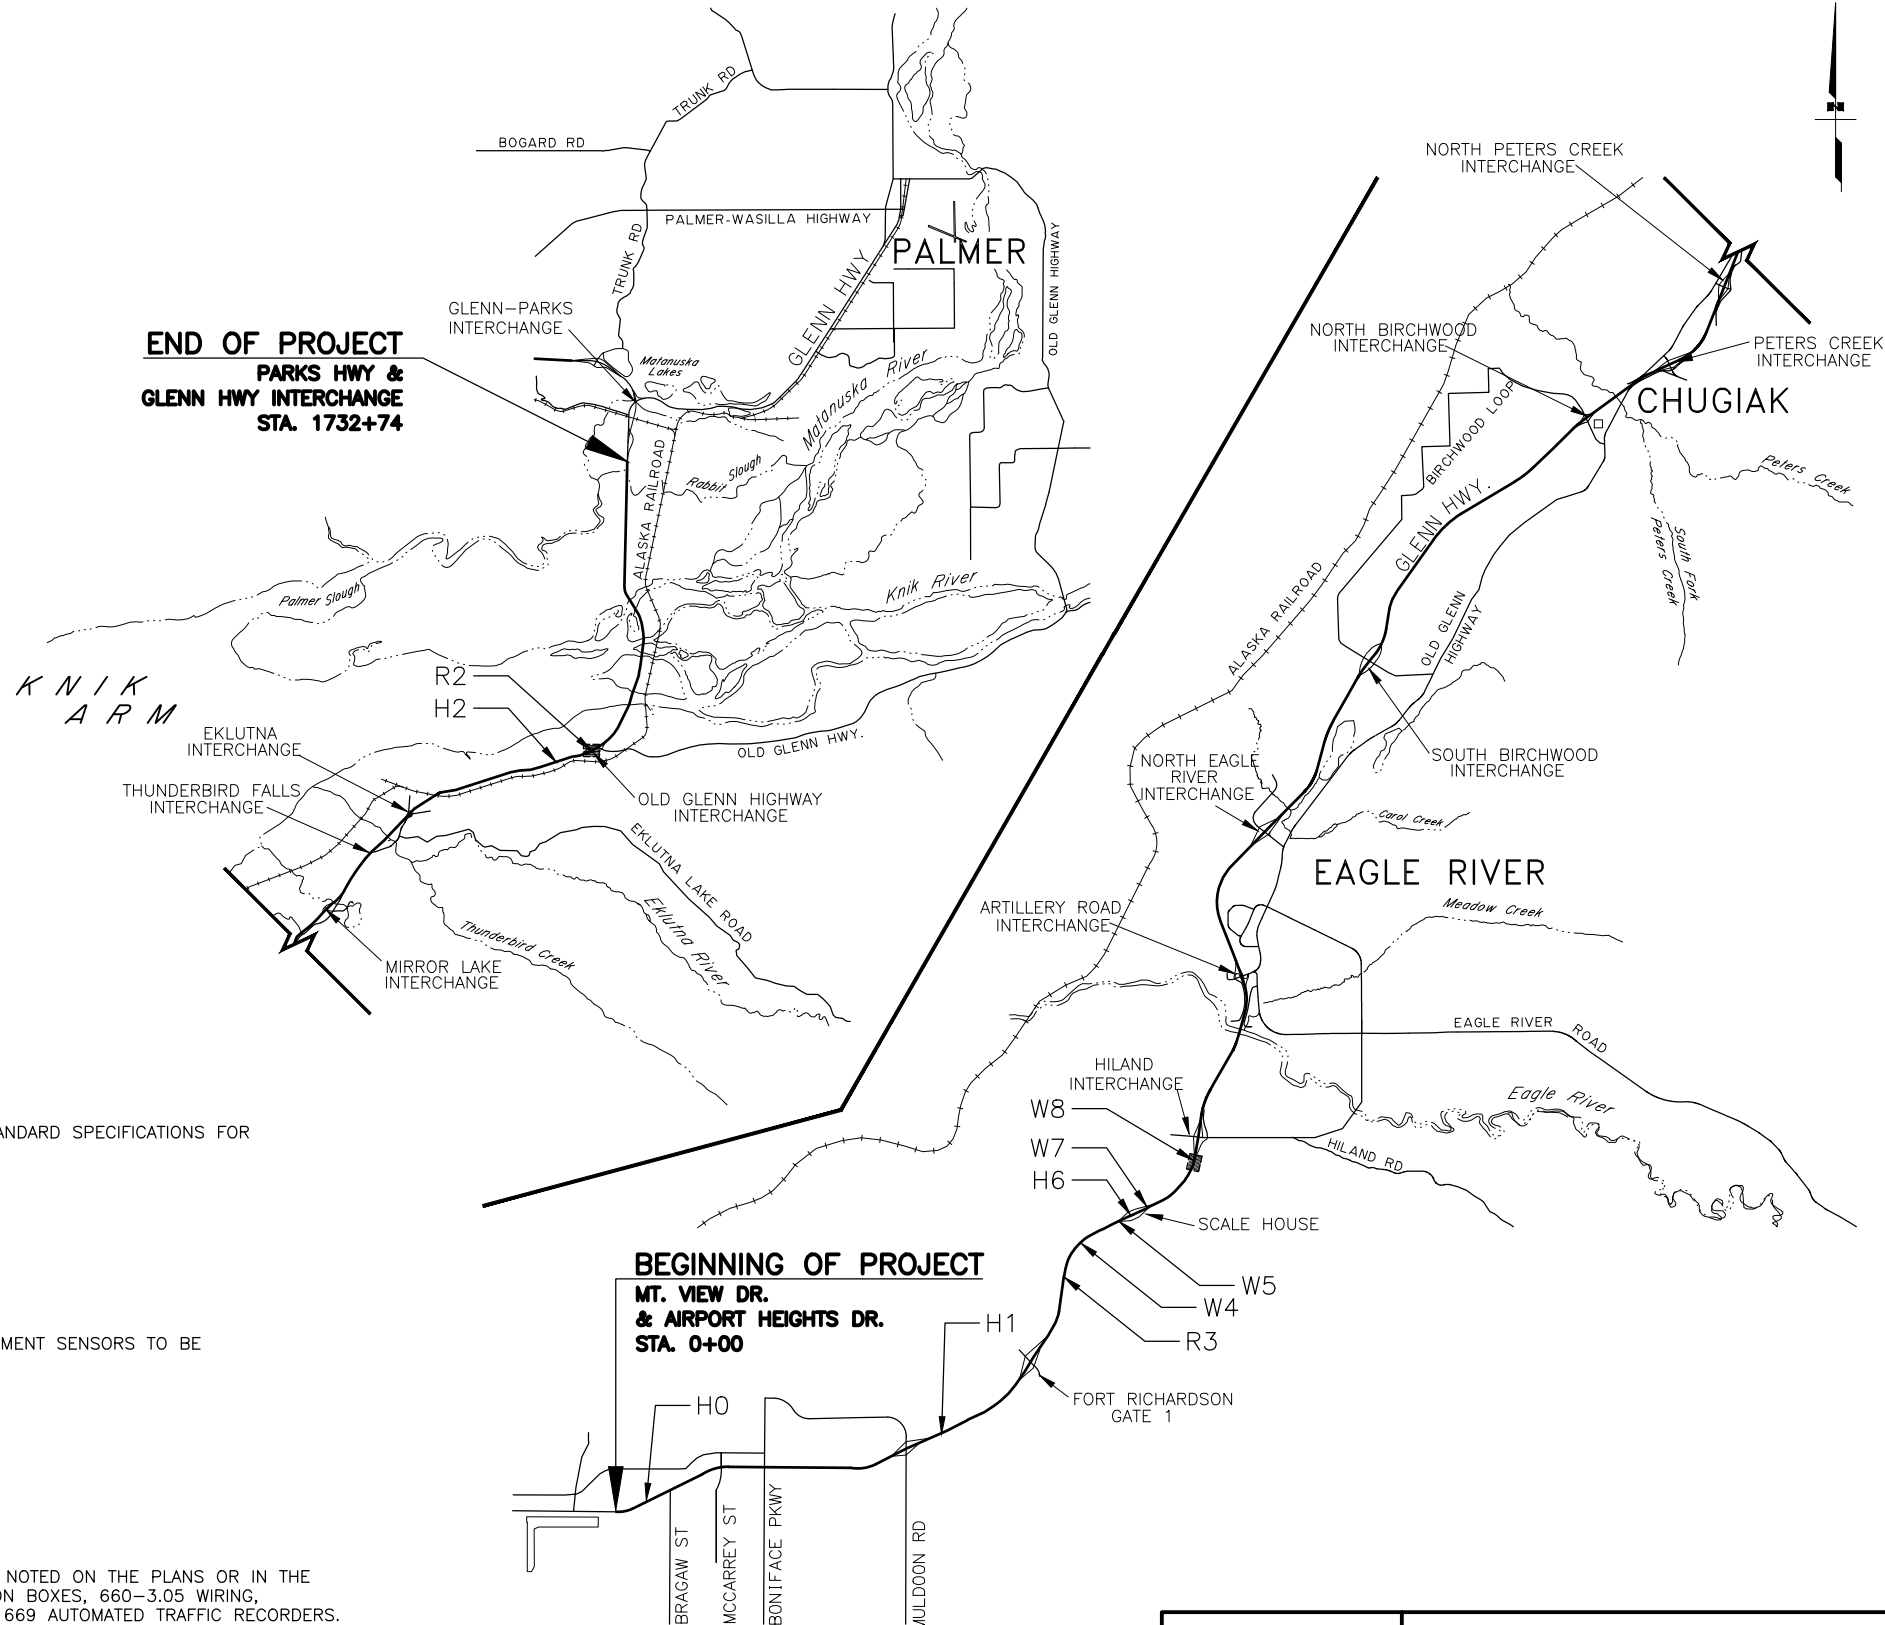 TRUNK RD
BOGARD RD
PALMER-WASILLA HIGHWAY
TRUNK RD
GLENN HWY
PALMER
OLD GLENN HIGHWAY
GLENN-PARKS
INTERCHANGE
END OF PROJECT
PARKS HWY &
GLENN HWY INTERCHANGE
STA. 1732+74
Matanuska
Lakes
Matanuska River
ALASKA RAILROAD
Rabbit Slough
Palmer Slough
Knik River
KNIK
ARM
R2
H2
EKLUTNA
INTERCHANGE
THUNDERBIRD FALLS
INTERCHANGE
OLD GLENN HWY.
OLD GLENN HIGHWAY
INTERCHANGE
EKLUTNA LAKE ROAD
Eklutna River
Thunderbird Creek
MIRROR LAKE
INTERCHANGE
NORTH PETERS CREEK
INTERCHANGE
NORTH BIRCHWOOD
INTERCHANGE
PETERS CREEK
INTERCHANGE
CHUGIAK
BIRCHWOOD LOOP
GLENN HWY.
Peters Creek
South Fork
Peters Creek
ALASKA RAILROAD
OLD GLENN
HIGHWAY
SOUTH BIRCHWOOD
INTERCHANGE
NORTH EAGLE
RIVER
INTERCHANGE
Carol Creek
EAGLE RIVER
Meadow Creek
ARTILLERY ROAD
INTERCHANGE
EAGLE RIVER ROAD
HILAND
INTERCHANGE
Eagle River
W8
W7
H6
HILAND RD
SCALE HOUSE
W5
W4
R3
BEGINNING OF PROJECT
MT. VIEW DR.
& AIRPORT HEIGHTS DR.
STA. 0+00
H1
FORT RICHARDSON
GATE 1
H0
BRAGAW ST
MCCARREY ST
BONIFACE PKWY
MULDOON RD
ANDARD SPECIFICATIONS FOR
MENT SENSORS TO BE
NOTED ON THE PLANS OR IN THE
ON BOXES, 660-3.05 WIRING,
669 AUTOMATED TRAFFIC RECORDERS.